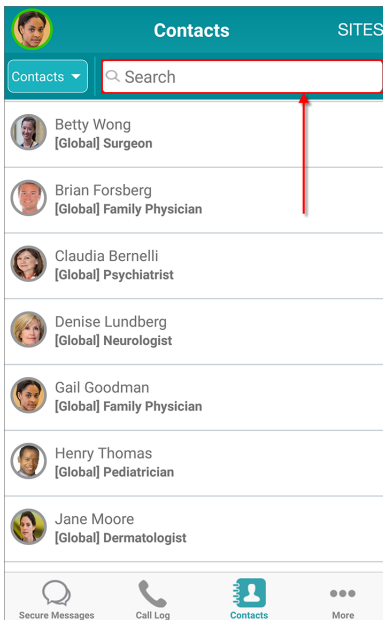 Contacts
SITES
Contacts
Search
Betty Wong
[Global] Surgeon
Brian Forsberg
[Global] Family Physician
Claudia Bernelli
[Global] Psychiatrist
Denise Lundberg
[Global] Neurologist
Gail Goodman
[Global] Family Physician
Henry Thomas
[Global] Pediatrician
Jane Moore
[Global] Dermatologist
Secure Messages
Call Log
Contacts
More